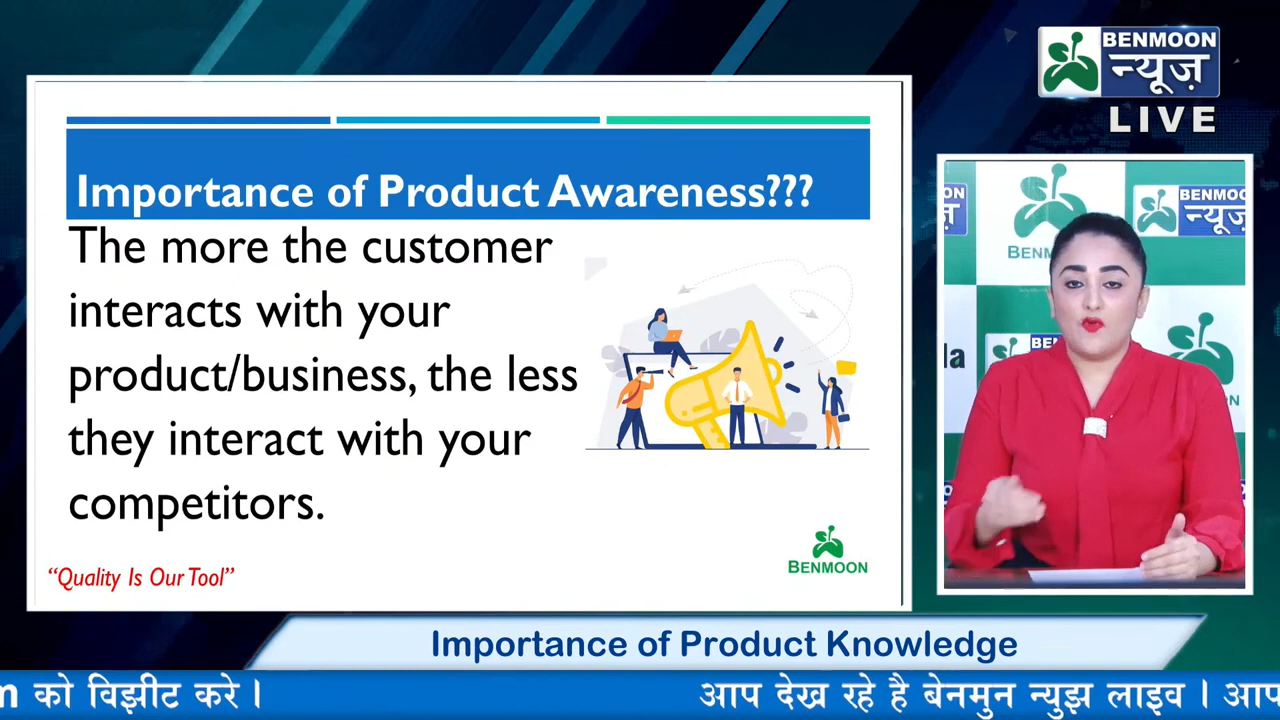 BENMOON
न्यूज़
LIVE
Importance of Product Awareness???
The more the customer
interacts with your
product/business, the less
they interact with your
competitors.
BENMOON
“Quality Is Our Tool”
Importance of Product Knowledge
को विझीट करे । आप देख रहे है बेनमुन न्युझ लाइव । आप
BENMOON
न्यूज़